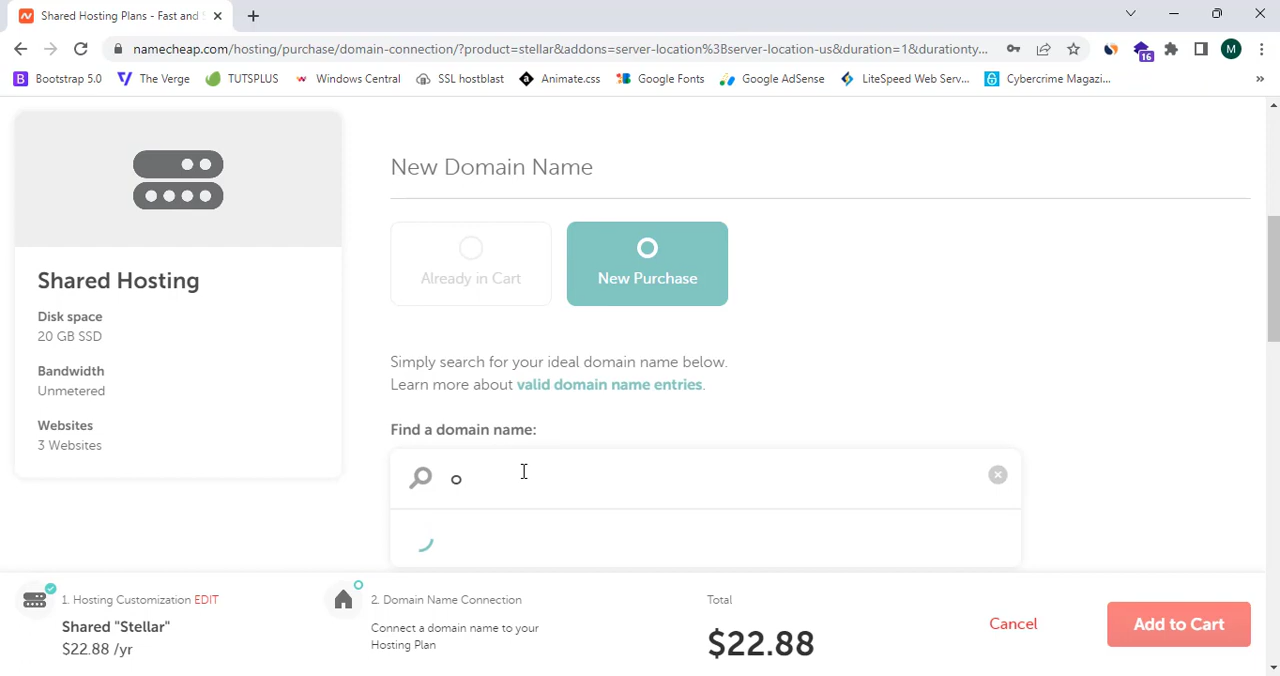 Shared Hosting Plans - Fast and S
namecheap.com/hosting/purchase/domain-connection/?product=stellar&addons=server-location%3Bserver-location-us&duration=1&durationty...
16
M
Bootstrap 5.0
The Verge
TUTSPLUS
Windows Central
SSL hostblast
Animate.css
Google Fonts
Google AdSense
LiteSpeed Web Serv...
Cybercrime Magazi...
»
New Domain Name
Already in Cart
New Purchase
Shared Hosting
Disk space
20 GB SSD
Bandwidth
Unmetered
Websites
3 Websites
Simply search for your ideal domain name below.
Learn more about valid domain name entries.
Find a domain name:
o
1. Hosting Customization EDIT
Shared "Stellar"
$22.88 /yr
2. Domain Name Connection
Connect a domain name to your
Hosting Plan
Total
$22.88
Cancel
Add to Cart